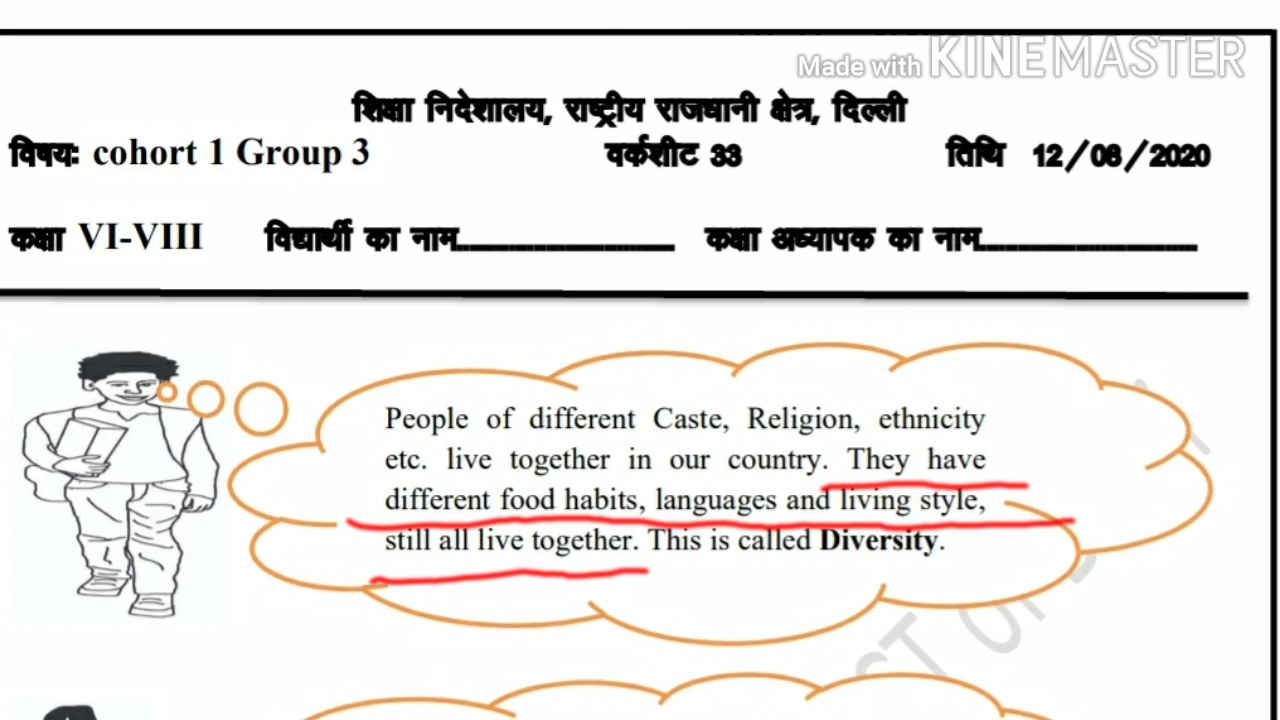 Made with KINEMASTER
शिक्षा निदेशालय, राष्ट्रीय राजधानी क्षेत्र, दिल्ली
विषयः cohort 1 Group 3 वर्कशीट 33 तिथि 12/08/2020
कक्षा VI-VIII विद्यार्थी का नाम............................ कक्षा अध्यापक का नाम............................
People of different Caste, Religion, ethnicity
etc. live together in our country. They have
different food habits, languages and living style,
still all live together. This is called Diversity.